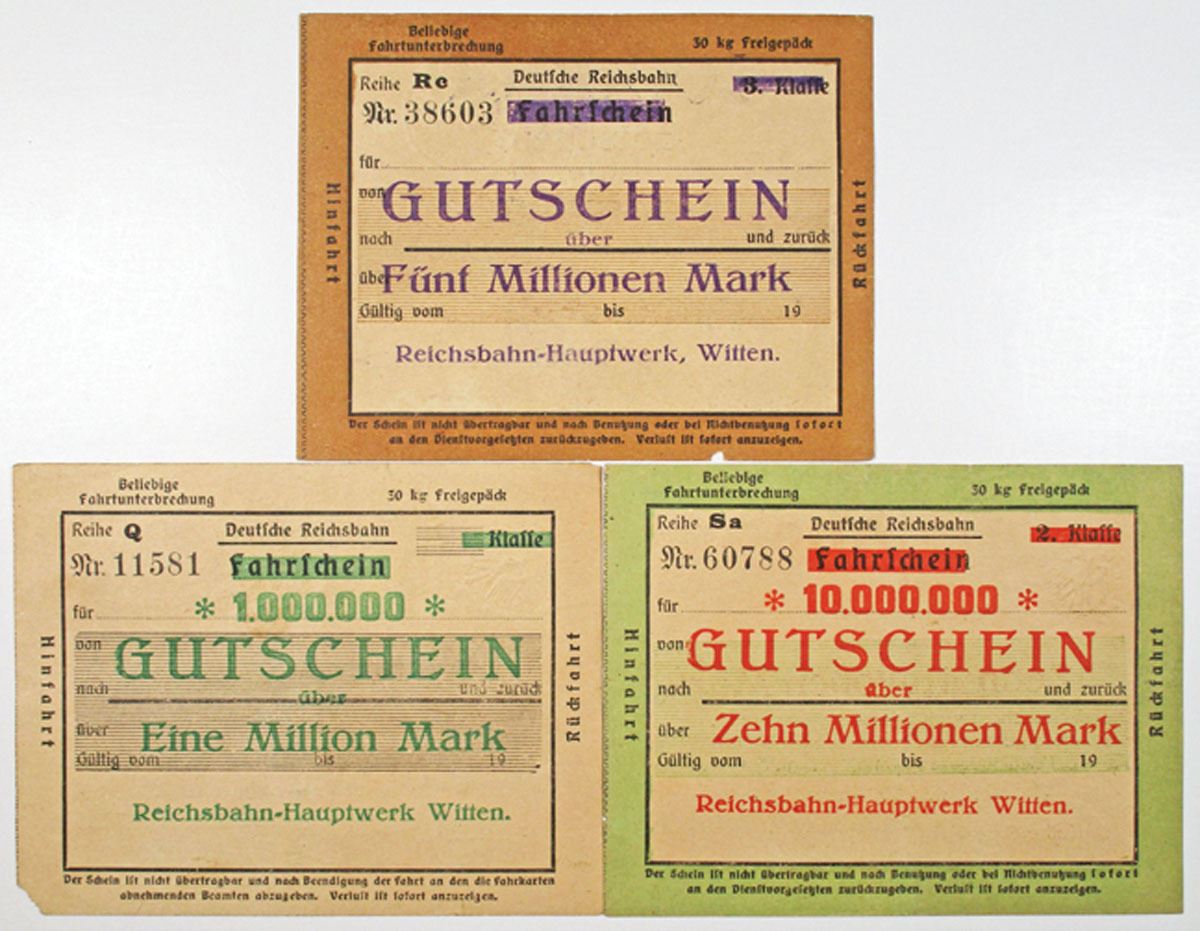 Beliebige
Fahrtunterbrechung
30 kg Freigepäck
Reihe Rc
Deutsche Reichsbahn
3. Klasse
Nr. 38603
Fahrschein
für
von
GUTSCHEIN
nach
über
und zurück
über
Fünf Millionen Mark
Gültig vom
bis
19
Reichsbahn-Hauptwerk, Witten.
Hinfahrt
Rückfahrt
Der Schein ist nicht übertragbar und nach Benutzung oder bei Nichtbenutzung sofort
an den Dienstvorgesetzten zurückzugeben. Verlust ist sofort anzuzeigen.
Beliebige
Fahrtunterbrechung
30 kg Freigepäck
Reihe Q
Deutsche Reichsbahn
Klasse
Nr. 11581
Fahrschein
für
* 1.000.000 *
von
GUTSCHEIN
nach
über
und zurück
über
Eine Million Mark
Gültig vom
bis
19
Reichsbahn-Hauptwerk Witten.
Hinfahrt
Rückfahrt
Der Schein ist nicht übertragbar und nach Beendigung der Fahrt an den die Fahrkarten
abnehmenden Beamten abzugeben. Verlust ist sofort anzuzeigen.
Beliebige
Fahrtunterbrechung
30 kg Freigepäck
Reihe Sa
Deutsche Reichsbahn
2. Klasse
Nr. 60788
Fahrschein
für
* 10.000.000 *
von
GUTSCHEIN
nach
über
und zurück
über
Zehn Millionen Mark
Gültig vom
bis
19
Reichsbahn-Hauptwerk Witten.
Hinfahrt
Rückfahrt
Der Schein ist nicht übertragbar und nach Benutzung oder bei Nichtbenutzung sofort
an den Dienstvorgesetzten zurückzugeben. Verlust ist sofort anzuzeigen.